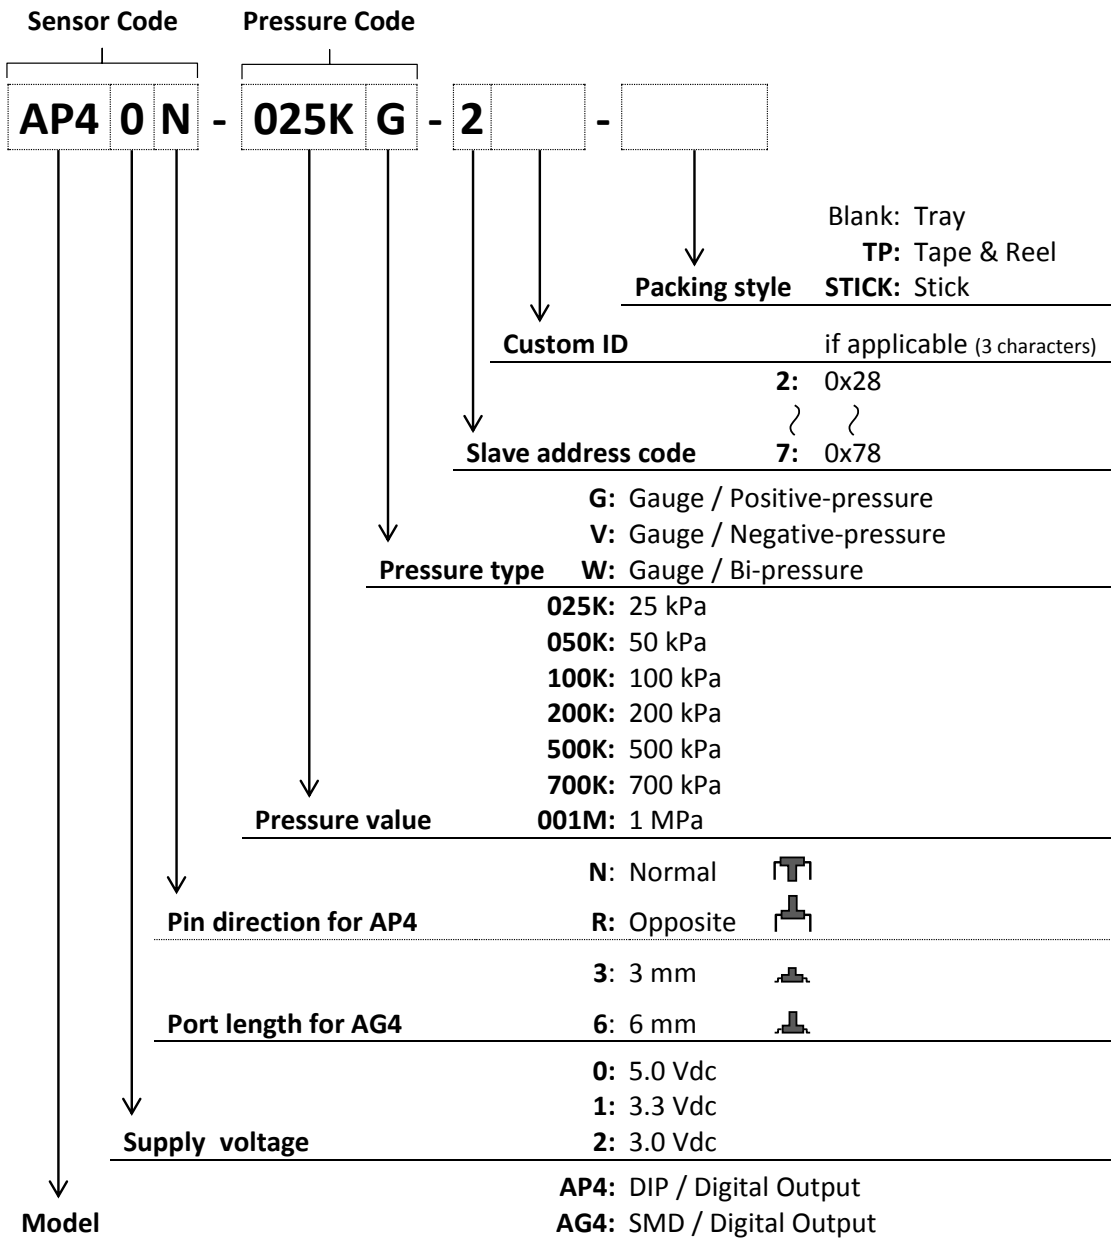 Sensor Code Pressure Code
AP4 0 N - 025K G - 2 -
Blank: Tray
TP: Tape & Reel
Packing style STICK: Stick
Custom ID if applicable (3 characters)
2: 0x28
Slave address code 7: 0x78
G: Gauge / Positive-pressure
V: Gauge / Negative-pressure
Pressure type W: Gauge / Bi-pressure
025K: 25 kPa
050K: 50 kPa
100K: 100 kPa
200K: 200 kPa
500K: 500 kPa
700K: 700 kPa
Pressure value 001M: 1 MPa
N: Normal
Pin direction for AP4 R: Opposite
3: 3 mm
Port length for AG4 6: 6 mm
0: 5.0 Vdc
1: 3.3 Vdc
Supply voltage 2: 3.0 Vdc
AP4: DIP / Digital Output
Model AG4: SMD / Digital Output